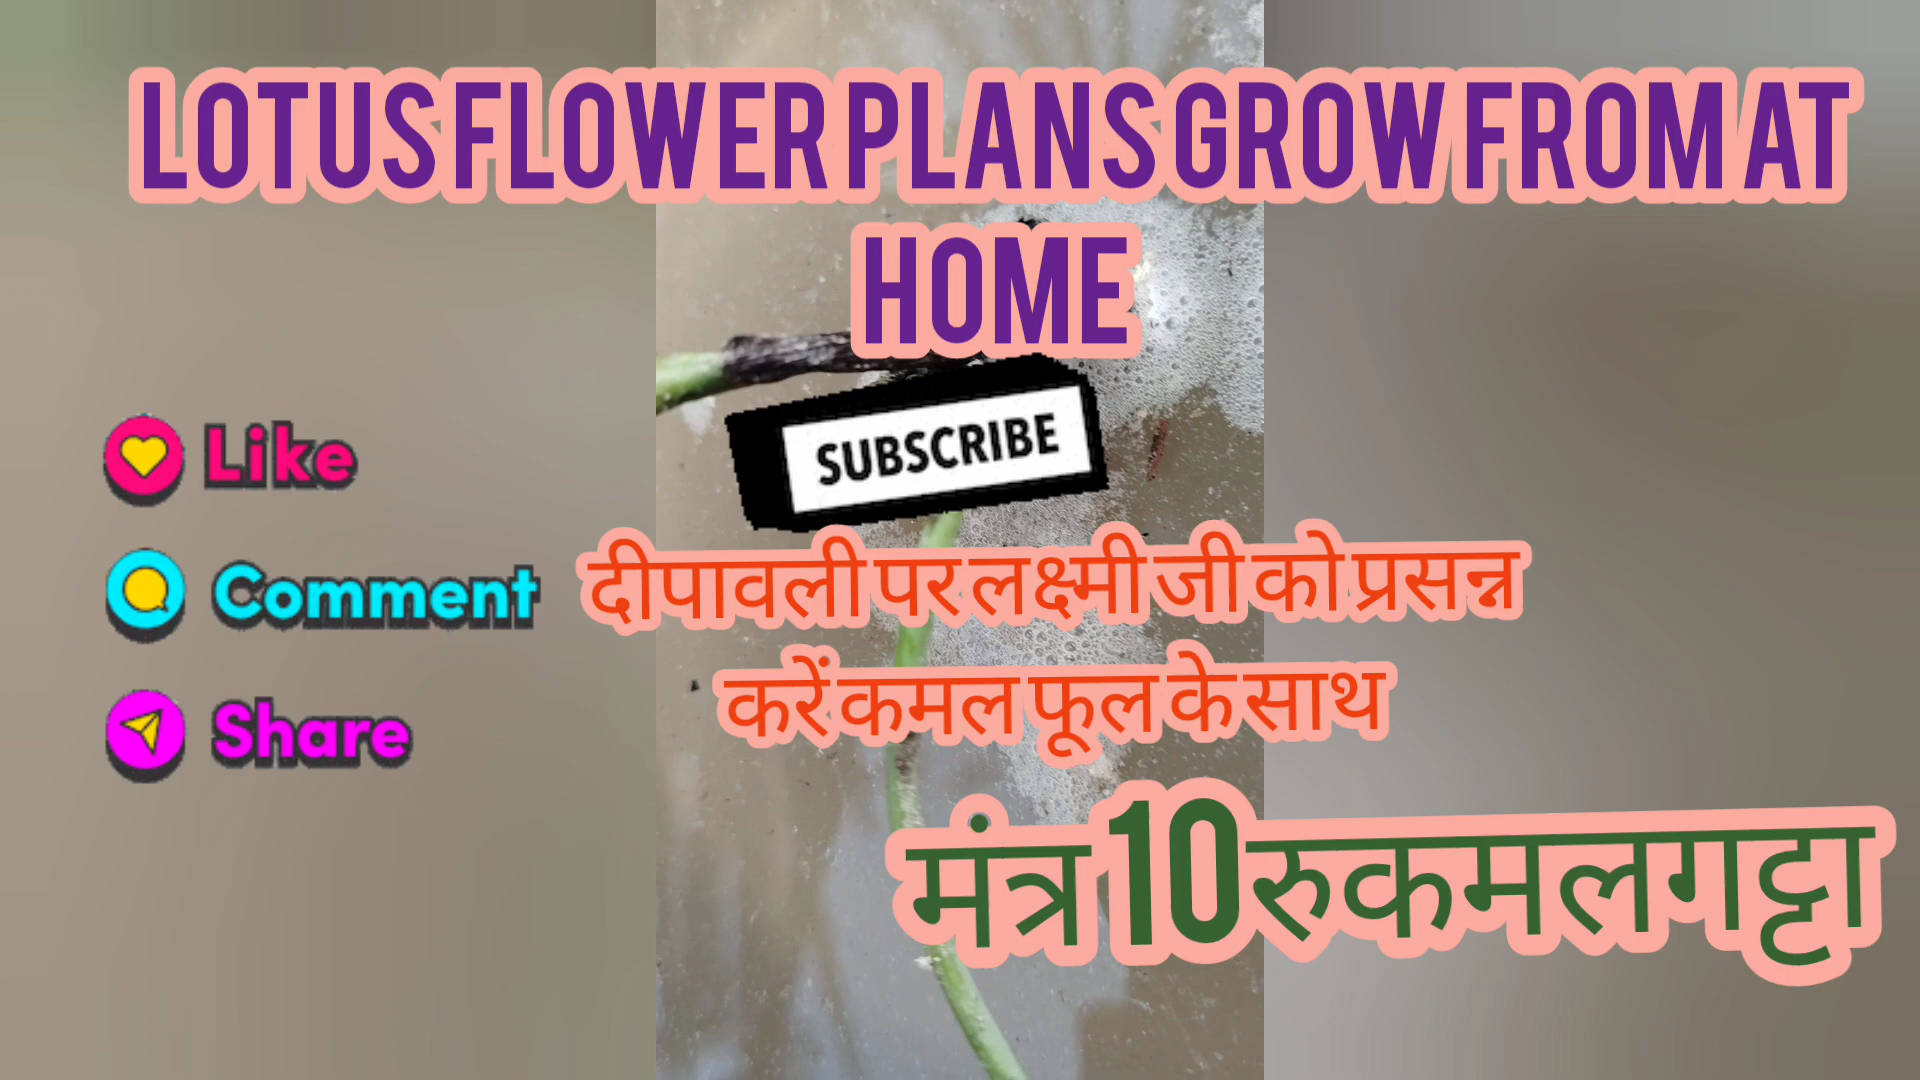 LOTUS FLOWER PLANS GROW FROM AT
HOME
Like
SUBSCRIBE
Comment
दीपावली पर लक्ष्मी जी को प्रसन्न
करें कमल फूल के साथ
Share
मंत्र 10रुकमलगट्टा